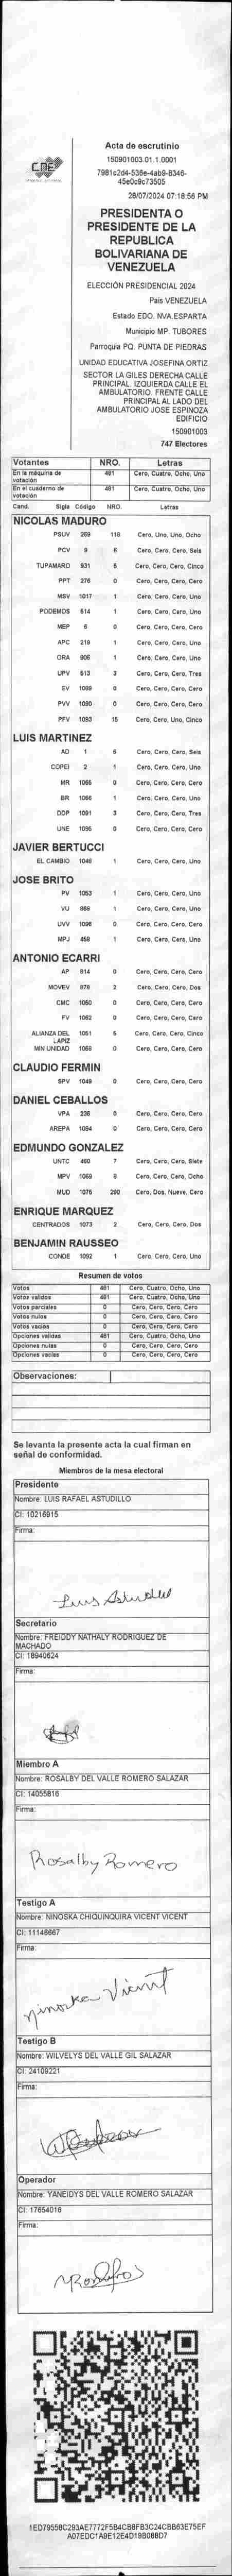 CNE
Acta de escrutinio
150901003.01.1.0001
7981c2d4-536e-4ab9-8346-
45e0c9c73505
28/07/2024 07:18:56 PM
PRESIDENTA O
PRESIDENTE DE LA
REPUBLICA
BOLIVARIANA DE
VENEZUELA
ELECCIÓN PRESIDENCIAL 2024
País VENEZUELA
Estado EDO. NVA.ESPARTA
Municipio MP. TUBORES
Parroquia PQ. PUNTA DE PIEDRAS
UNIDAD EDUCATIVA JOSEFINA ORTIZ
SECTOR LA GILES DERECHA CALLE
PRINCIPAL. IZQUIERDA CALLE EL
AMBULATORIO. FRENTE CALLE
PRINCIPAL AL LADO DEL
AMBULATORIO JOSE ESPINOZA
EDIFICIO
150901003
747 Electores
Votantes NRO. Letras
En la máquina de votación 481 Cero, Cuatro, Ocho, Uno
En el cuaderno de votación 481 Cero, Cuatro, Ocho, Uno
Cand. Sigla Código NRO. Letras
NICOLAS MADURO
PSUV 269 118 Cero, Uno, Uno, Ocho
PCV 9 6 Cero, Cero, Cero, Seis
TUPAMARO 931 5 Cero, Cero, Cero, Cinco
PPT 276 0 Cero, Cero, Cero, Cero
MSV 1017 1 Cero, Cero, Cero, Uno
PODEMOS 514 1 Cero, Cero, Cero, Uno
MEP 6 0 Cero, Cero, Cero, Cero
APC 219 1 Cero, Cero, Cero, Uno
ORA 906 1 Cero, Cero, Cero, Uno
UPV 513 3 Cero, Cero, Cero, Tres
EV 1089 0 Cero, Cero, Cero, Cero
PVV 1090 0 Cero, Cero, Cero, Cero
PFV 1093 15 Cero, Cero, Uno, Cinco
LUIS MARTINEZ
AD 1 6 Cero, Cero, Cero, Seis
COPEI 2 1 Cero, Cero, Cero, Uno
MR 1065 0 Cero, Cero, Cero, Cero
BR 1066 1 Cero, Cero, Cero, Uno
DDP 1091 3 Cero, Cero, Cero, Tres
UNE 1095 0 Cero, Cero, Cero, Cero
JAVIER BERTUCCI
EL CAMBIO 1048 1 Cero, Cero, Cero, Uno
JOSE BRITO
PV 1053 1 Cero, Cero, Cero, Uno
VU 869 1 Cero, Cero, Cero, Uno
UVV 1096 0 Cero, Cero, Cero, Cero
MPJ 459 1 Cero, Cero, Cero, Uno
ANTONIO ECARRI
AP 814 0 Cero, Cero, Cero, Cero
MOVEV 878 2 Cero, Cero, Cero, Dos
CMC 1050 0 Cero, Cero, Cero, Cero
FV 1062 0 Cero, Cero, Cero, Cero
ALIANZA DEL LAPIZ 1051 5 Cero, Cero, Cero, Cinco
MIN UNIDAD 1068 0 Cero, Cero, Cero, Cero
CLAUDIO FERMIN
SPV 1049 0 Cero, Cero, Cero, Cero
DANIEL CEBALLOS
VPA 236 0 Cero, Cero, Cero, Cero
AREPA 1094 0 Cero, Cero, Cero, Cero
EDMUNDO GONZALEZ
UNTC 460 7 Cero, Cero, Cero, Siete
MPV 1069 8 Cero, Cero, Cero, Ocho
MUD 1075 290 Cero, Dos, Nueve, Cero
ENRIQUE MARQUEZ
CENTRADOS 1073 2 Cero, Cero, Cero, Dos
BENJAMIN RAUSSEO
CONDE 1092 1 Cero, Cero, Cero, Uno
Resumen de votos
Votos 481 Cero, Cuatro, Ocho, Uno
Votos validos 481 Cero, Cuatro, Ocho, Uno
Votos parciales 0 Cero, Cero, Cero, Cero
Votos nulos 0 Cero, Cero, Cero, Cero
Votos vacios 0 Cero, Cero, Cero, Cero
Opciones validas 481 Cero, Cuatro, Ocho, Uno
Opciones nulas 0 Cero, Cero, Cero, Cero
Opciones vacias 0 Cero, Cero, Cero, Cero
Observaciones:
Se levanta la presente acta la cual firman en
señal de conformidad.
Miembros de la mesa electoral
Presidente
Nombre: LUIS RAFAEL ASTUDILLO
CI: 10216915
Firma:
Luis Astudillo
Secretario
Nombre: FREIDDY NATHALY RODRIGUEZ DE
MACHADO
CI: 18940624
Firma:
Miembro A
Nombre: ROSALBY DEL VALLE ROMERO SALAZAR
CI: 14055816
Firma:
Rosalby Romero
Testigo A
Nombre: NINOSKA CHIQUINQUIRA VICENT VICENT
CI: 11146667
Firma:
Ninoska Vicent
Testigo B
Nombre: WILVELYS DEL VALLE GIL SALAZAR
CI: 24109221
Firma:
Operador
Nombre: YANEIDYS DEL VALLE ROMERO SALAZAR
CI: 17654016
Firma:
1ED79558C293AE7772F5B4CB8FB3C24CBB63E75EF
A07EDC1A9E12E4D19B088D7